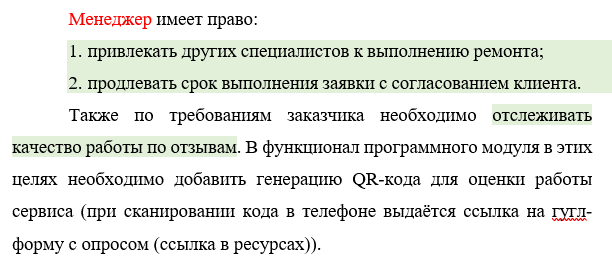 Менеджер имеет право:
1. привлекать других специалистов к выполнению ремонта;
2. продлевать срок выполнения заявки с согласованием клиента.
Также по требованиям заказчика необходимо отслеживать
качество работы по отзывам. В функционал программного модуля в этих
целях необходимо добавить генерацию QR-кода для оценки работы
сервиса (при сканировании кода в телефоне выдаётся ссылка на гугл-
форму с опросом (ссылка в ресурсах)).